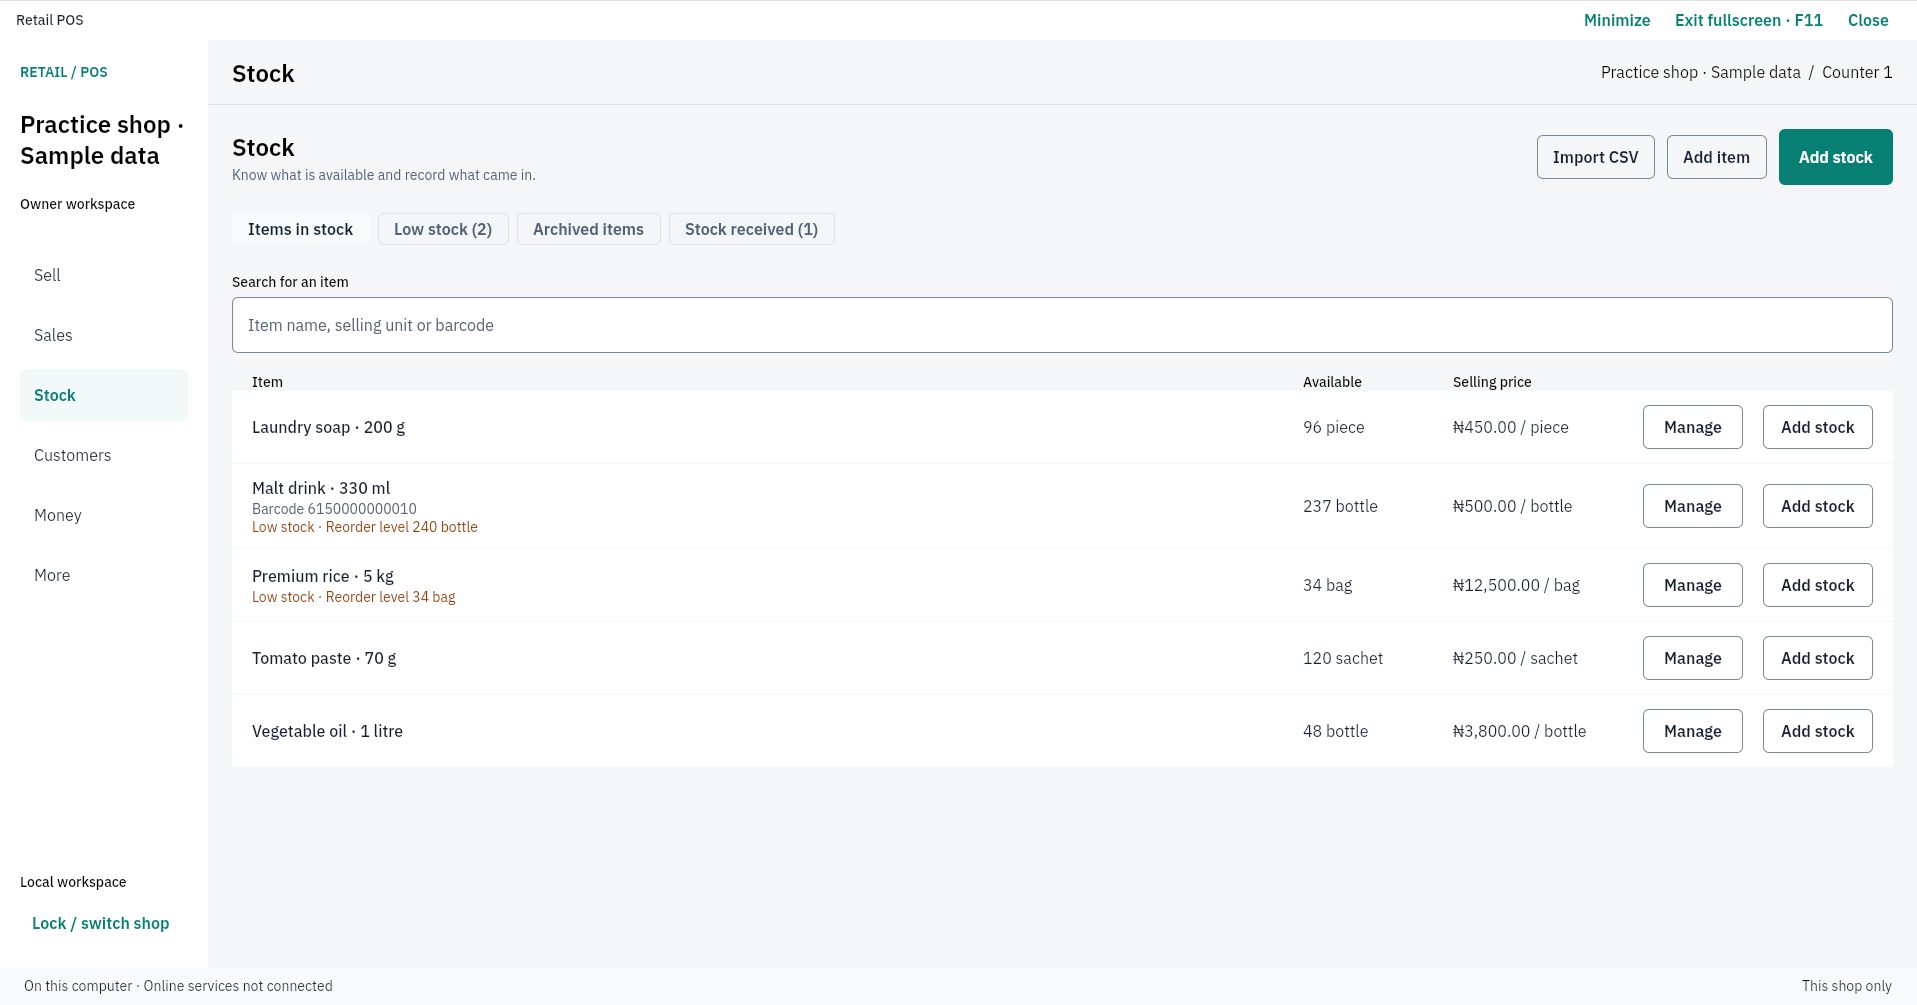 Retail POS
Minimize
Exit fullscreen · F11
Close
RETAIL / POS
Practice shop ·
Sample data
Owner workspace
Sell
Sales
Stock
Customers
Money
More
Local workspace
Lock / switch shop
Stock
Practice shop · Sample data / Counter 1
Stock
Know what is available and record what came in.
Import CSV
Add item
Add stock
Items in stock
Low stock (2)
Archived items
Stock received (1)
Search for an item
Item name, selling unit or barcode
Item Available Selling price
Laundry soap · 200 g 96 piece ₦450.00 / piece Manage Add stock
Malt drink · 330 ml
Barcode 6150000000010
Low stock · Reorder level 240 bottle
237 bottle ₦500.00 / bottle Manage Add stock
Premium rice · 5 kg
Low stock · Reorder level 34 bag
34 bag ₦12,500.00 / bag Manage Add stock
Tomato paste · 70 g 120 sachet ₦250.00 / sachet Manage Add stock
Vegetable oil · 1 litre 48 bottle ₦3,800.00 / bottle Manage Add stock
On this computer · Online services not connected
This shop only